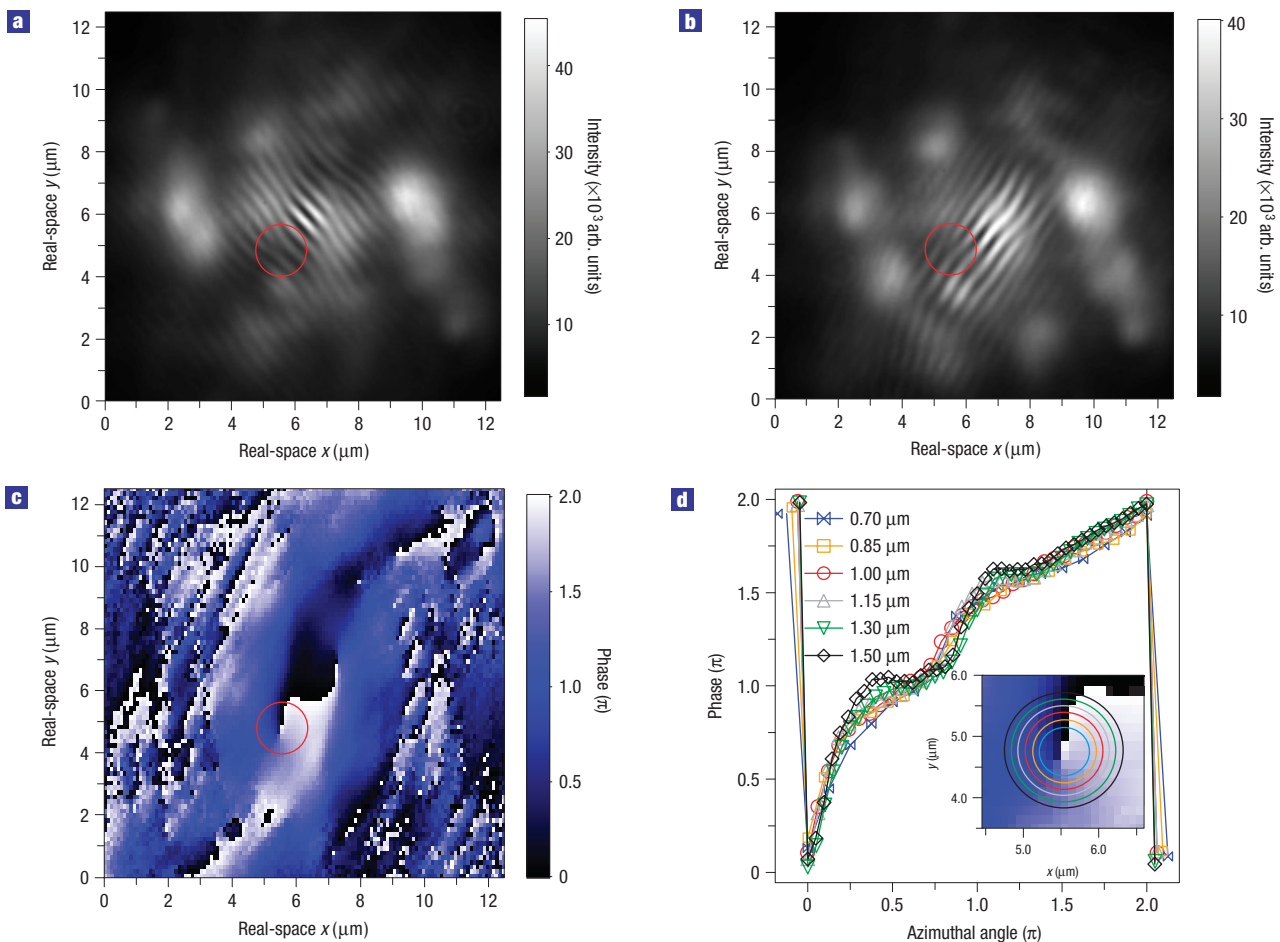 a
12
10
8
6
4
2
0
0 2 4 6 8 10 12
Real-space y (μm)
Real-space x (μm)
40
30
20
10
Intensity (×10³ arb. units)
b
12
10
8
6
4
2
0
0 2 4 6 8 10 12
Real-space y (μm)
Real-space x (μm)
40
30
20
10
Intensity (×10³ arb. units)
c
12
10
8
6
4
2
0
0 2 4 6 8 10 12
Real-space y (μm)
Real-space x (μm)
2.0
1.5
1.0
0.5
0
Phase (π)
d
2.0
1.5
1.0
0.5
0
Phase (π)
0.70 μm
0.85 μm
1.00 μm
1.15 μm
1.30 μm
1.50 μm
6.0
5.0
4.0
y (μm)
5.0 6.0
x (μm)
0 0.5 1.0 1.5 2.0
Azimuthal angle (π)